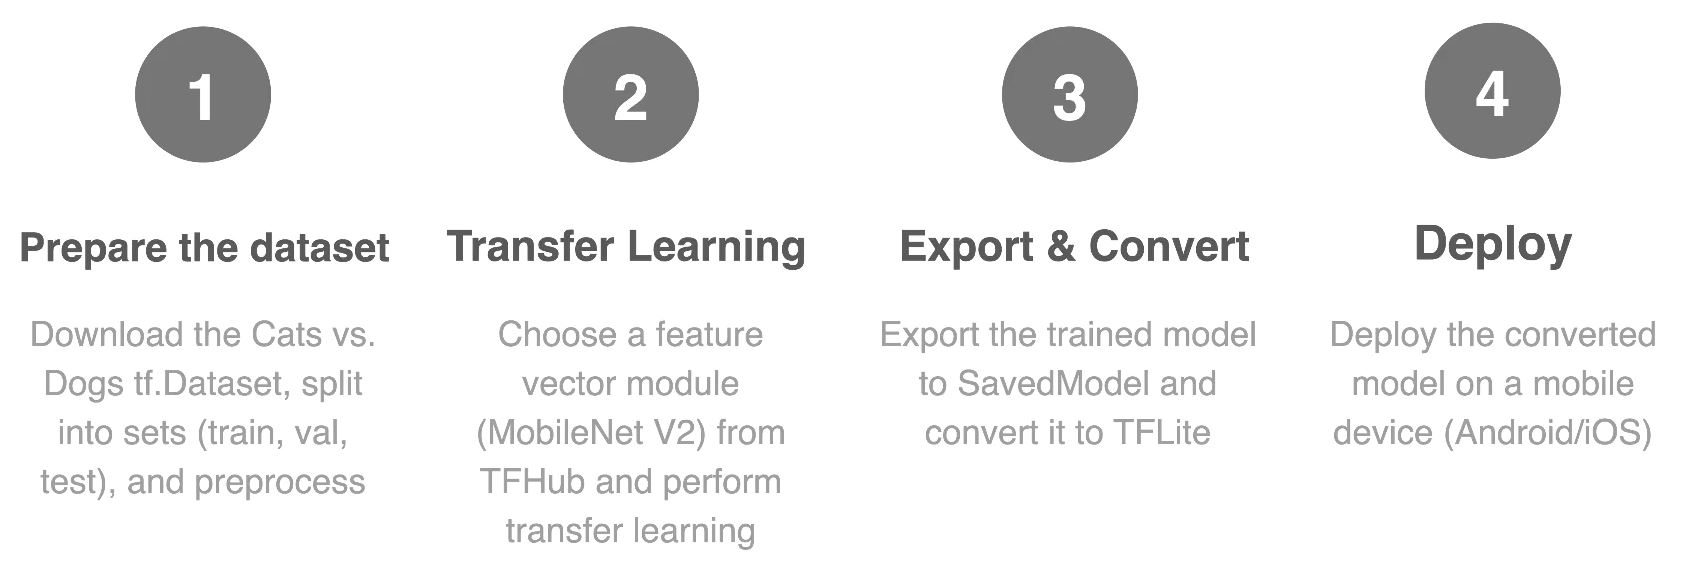 1
Prepare the dataset
Download the Cats vs.
Dogs tf.Dataset, split
into sets (train, val,
test), and preprocess
2
Transfer Learning
Choose a feature
vector module
(MobileNet V2) from
TFHub and perform
transfer learning
3
Export & Convert
Export the trained model
to SavedModel and
convert it to TFLite
4
Deploy
Deploy the converted
model on a mobile
device (Android/iOS)